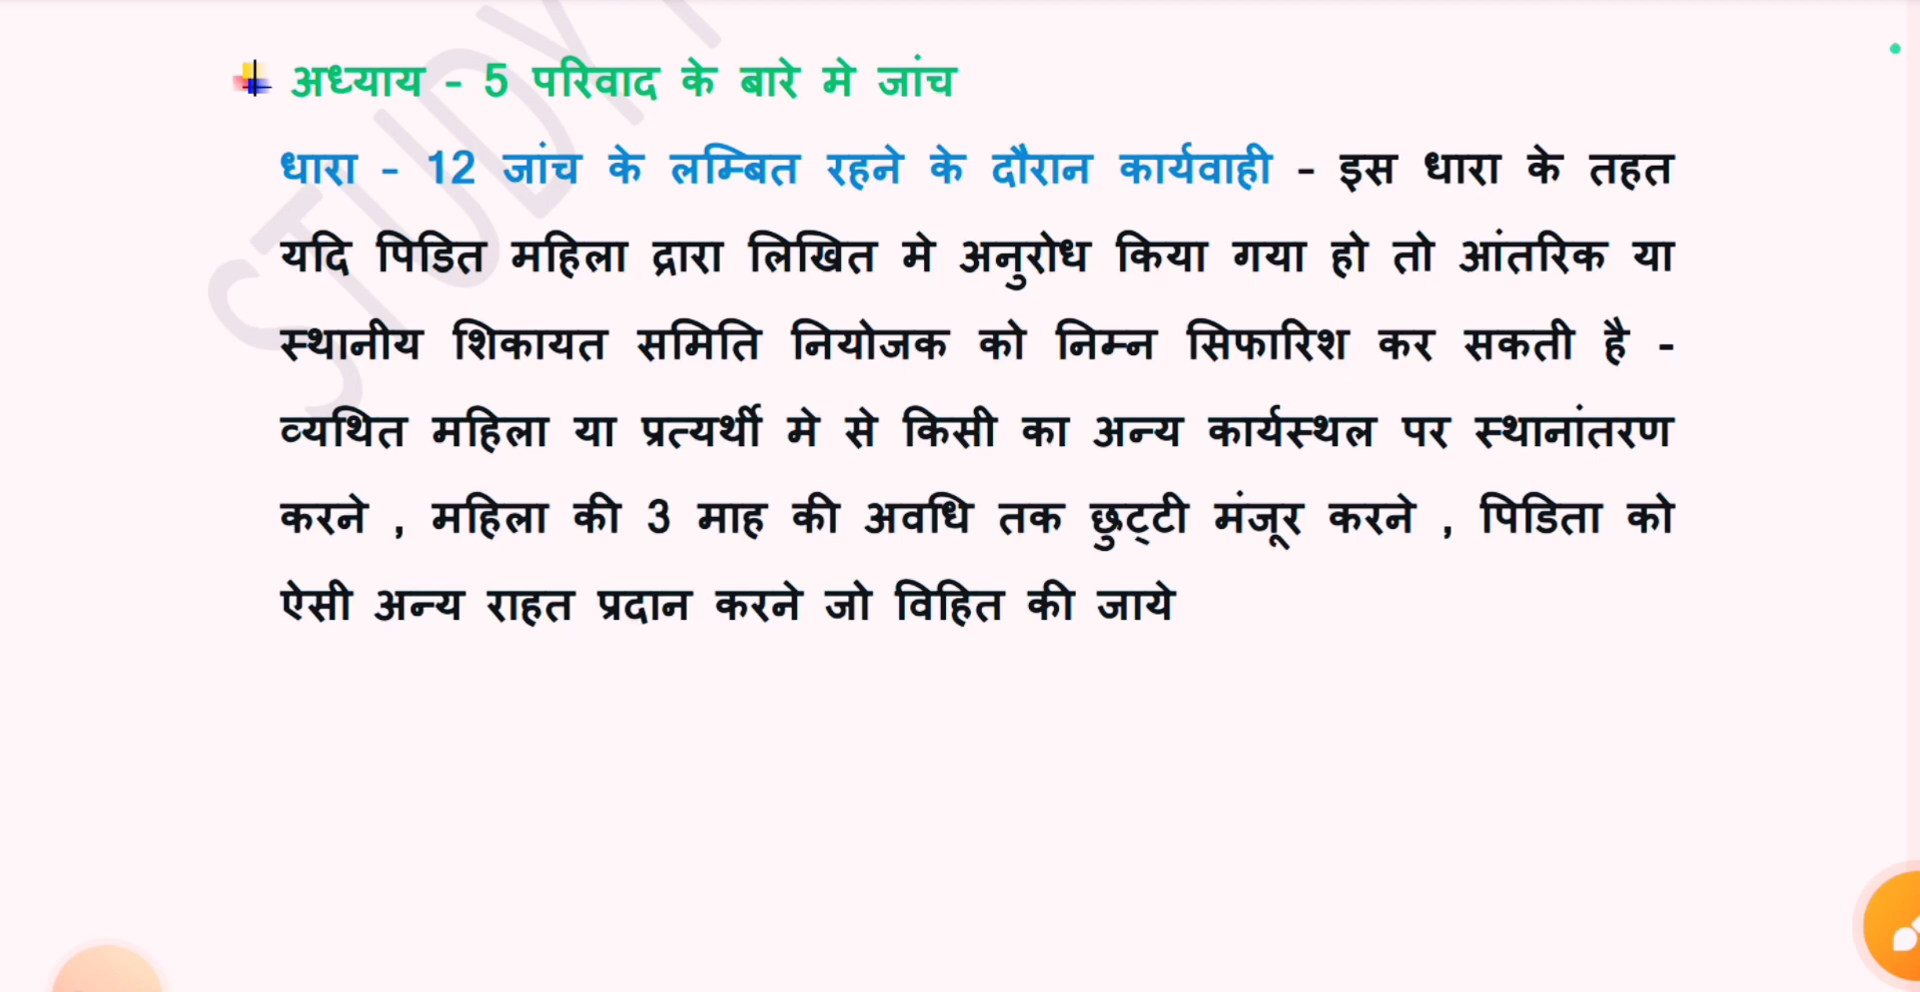 अध्याय - 5 परिवाद के बारे मे जांच
धारा - 12 जांच के लम्बित रहने के दौरान कार्यवाही - इस धारा के तहत
यदि पिडित महिला द्रारा लिखित मे अनुरोध किया गया हो तो आंतरिक या
स्थानीय शिकायत समिति नियोजक को निम्न सिफारिश कर सकती है -
व्यथित महिला या प्रत्यर्थी मे से किसी का अन्य कार्यस्थल पर स्थानांतरण
करने , महिला की 3 माह की अवधि तक छुट्टी मंजूर करने , पिडिता को
ऐसी अन्य राहत प्रदान करने जो विहित की जाये
STUDY